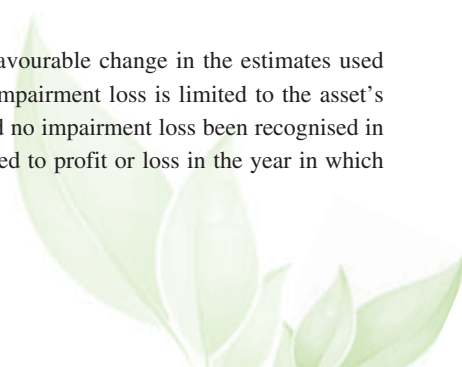 avourable change in the estimates used
mpairment loss is limited to the asset's
no impairment loss been recognised in
ed to profit or loss in the year in which